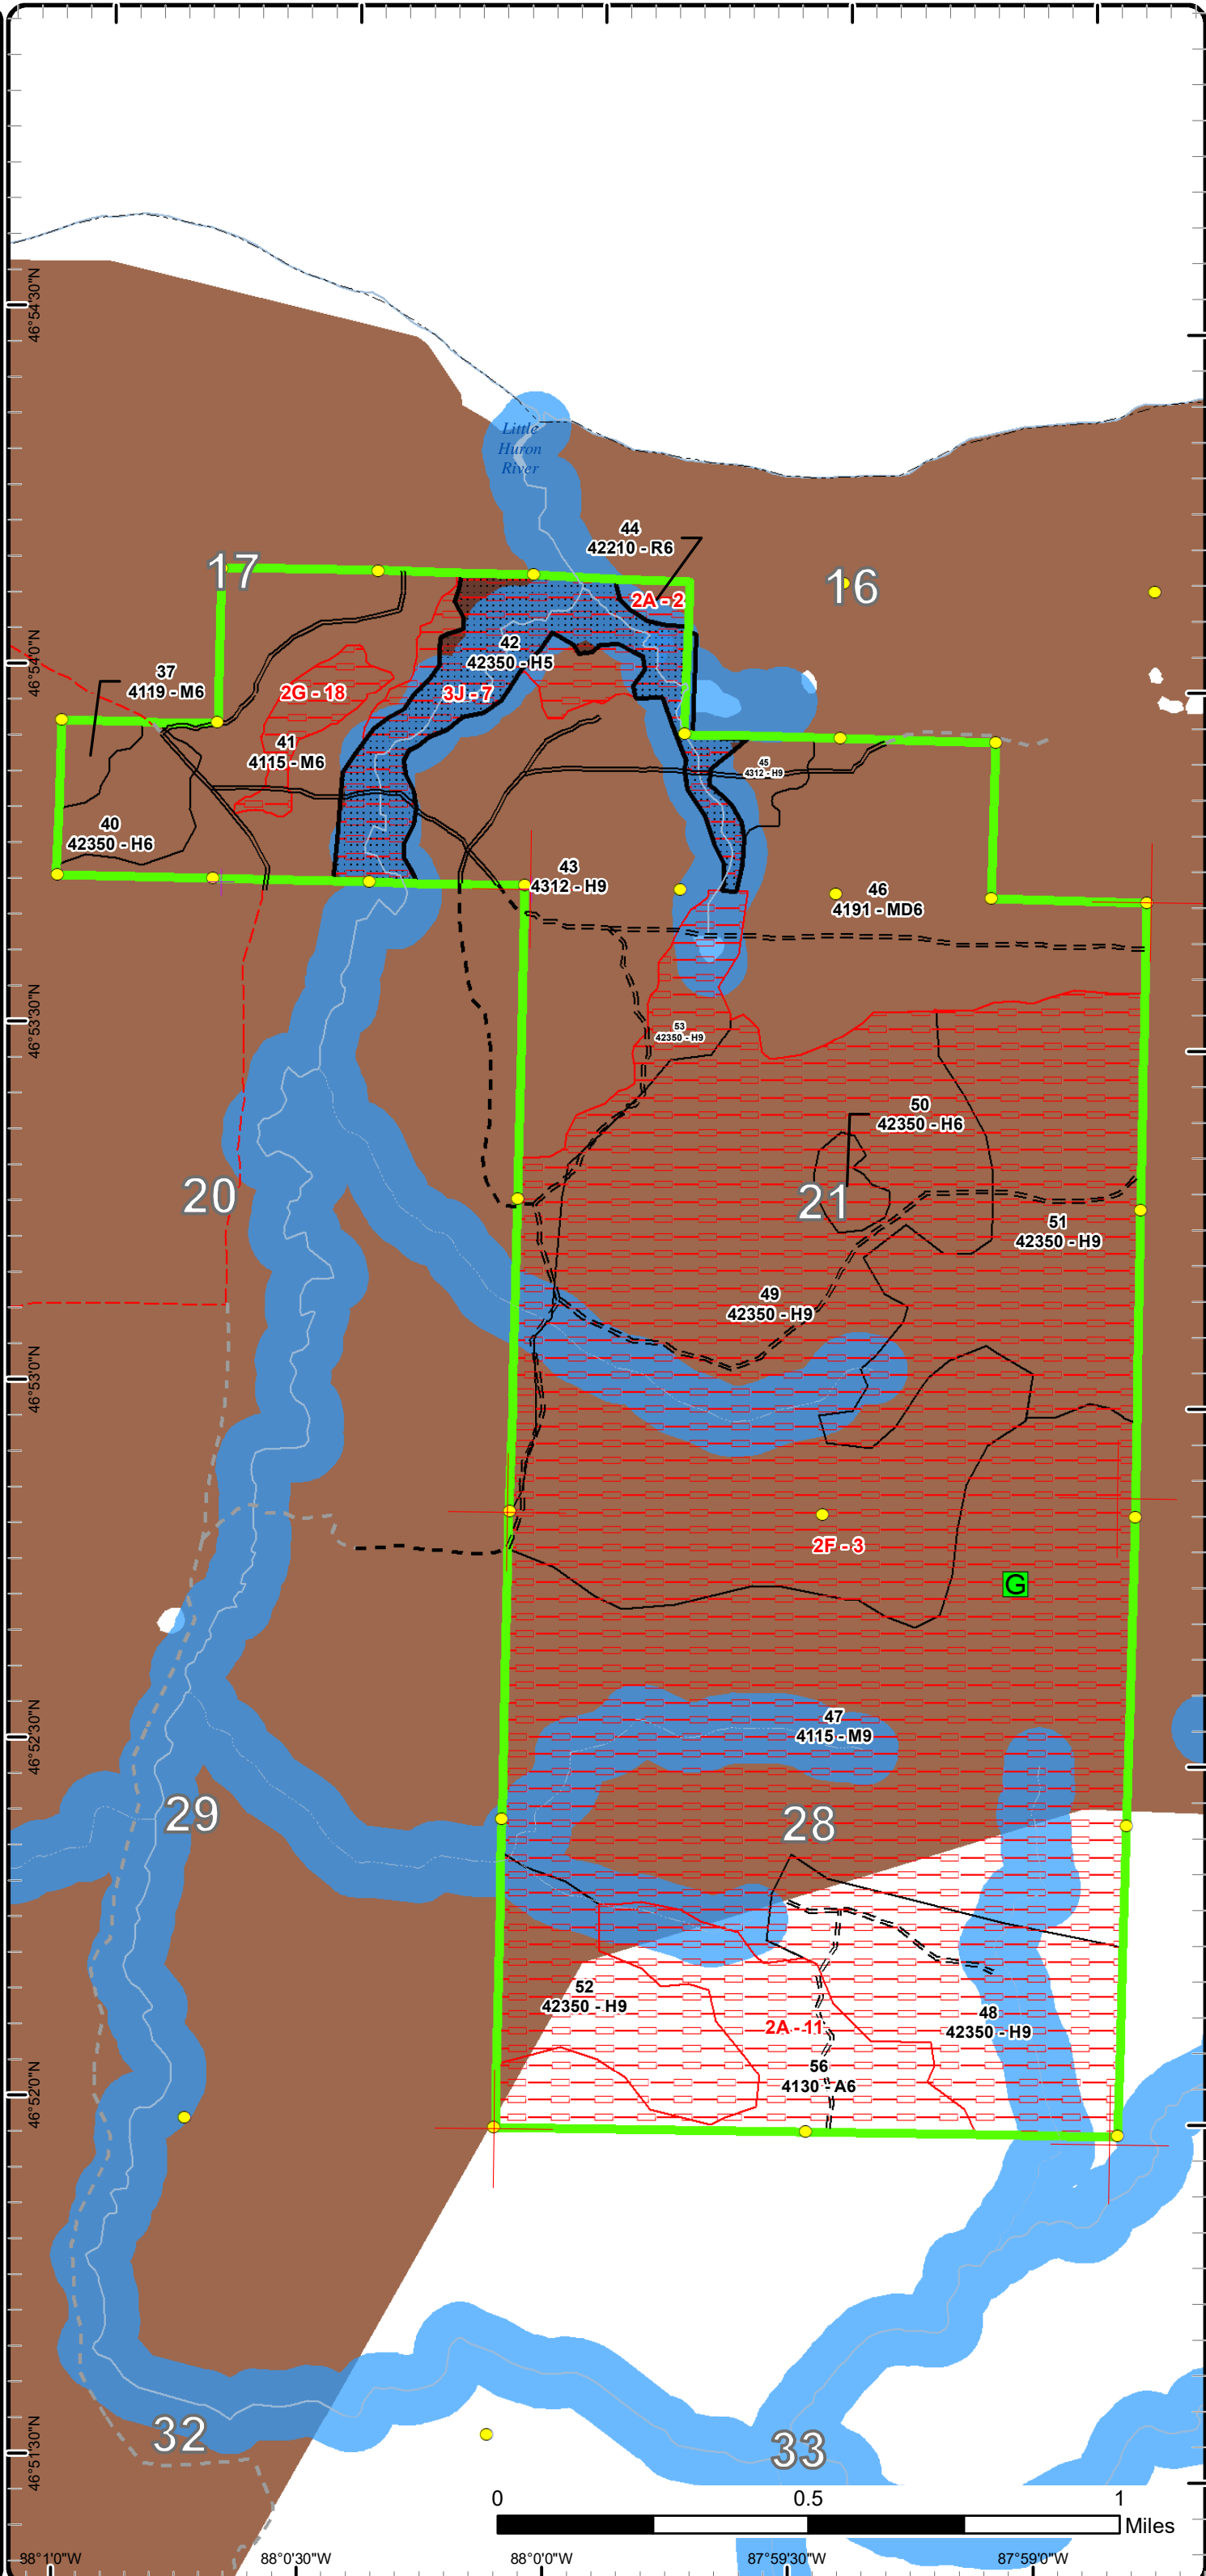 46°54'30"N
Little
Huron
River
44
42210 - R6
17
16
2A - 2
46°54'0"N
42
42350 - H5
37
4119 - M6
2G - 18
3J - 7
41
4115 - M6
45
4312 - H9
40
42350 - H6
43
4312 - H9
46
4191 - MD6
46°53'30"N
53
42350 - H9
50
42350 - H6
20
21
51
42350 - H9
49
42350 - H9
46°53'0"N
2F - 3
G
46°52'30"N
47
4115 - M9
29
28
52
42350 - H9
48
42350 - H9
2A - 11
56
4130 - A6
46°52'0"N
32
33
46°51'30"N
0 0.5 1
Miles
88°1'0"W 88°0'30"W 88°0'0"W 87°59'30"W 87°59'0"W